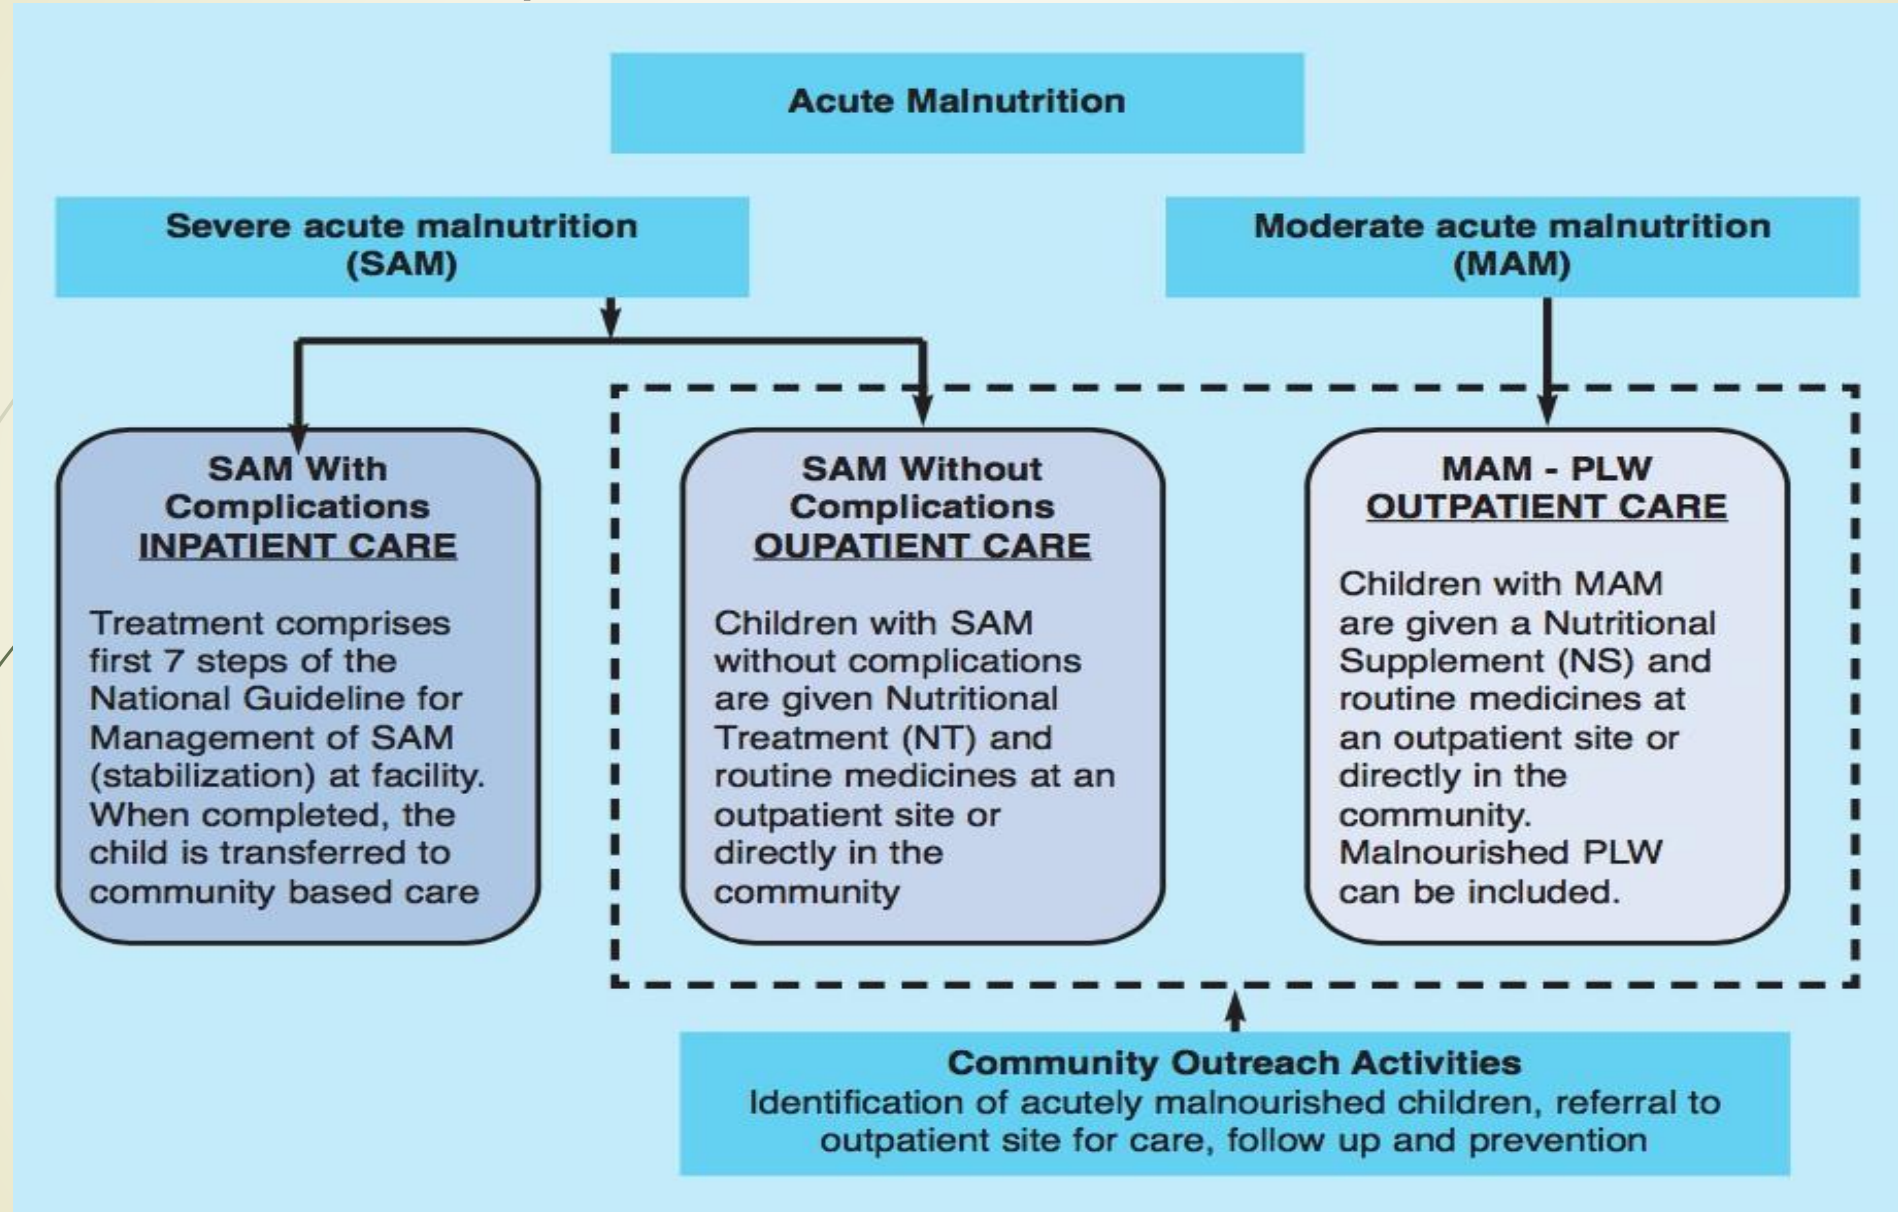 Acute Malnutrition
Severe acute malnutrition
(SAM)
Moderate acute malnutrition
(MAM)
SAM With
Complications
INPATIENT CARE
Treatment comprises
first 7 steps of the
National Guideline for
Management of SAM
(stabilization) at facility.
When completed, the
child is transferred to
community based care
SAM Without
Complications
OUPATIENT CARE
Children with SAM
without complications
are given Nutritional
Treatment (NT) and
routine medicines at an
outpatient site or
directly in the
community
MAM - PLW
OUTPATIENT CARE
Children with MAM
are given a Nutritional
Supplement (NS) and
routine medicines at
an outpatient site or
directly in the
community.
Malnourished PLW
can be included.
Community Outreach Activities
Identification of acutely malnourished children, referral to
outpatient site for care, follow up and prevention